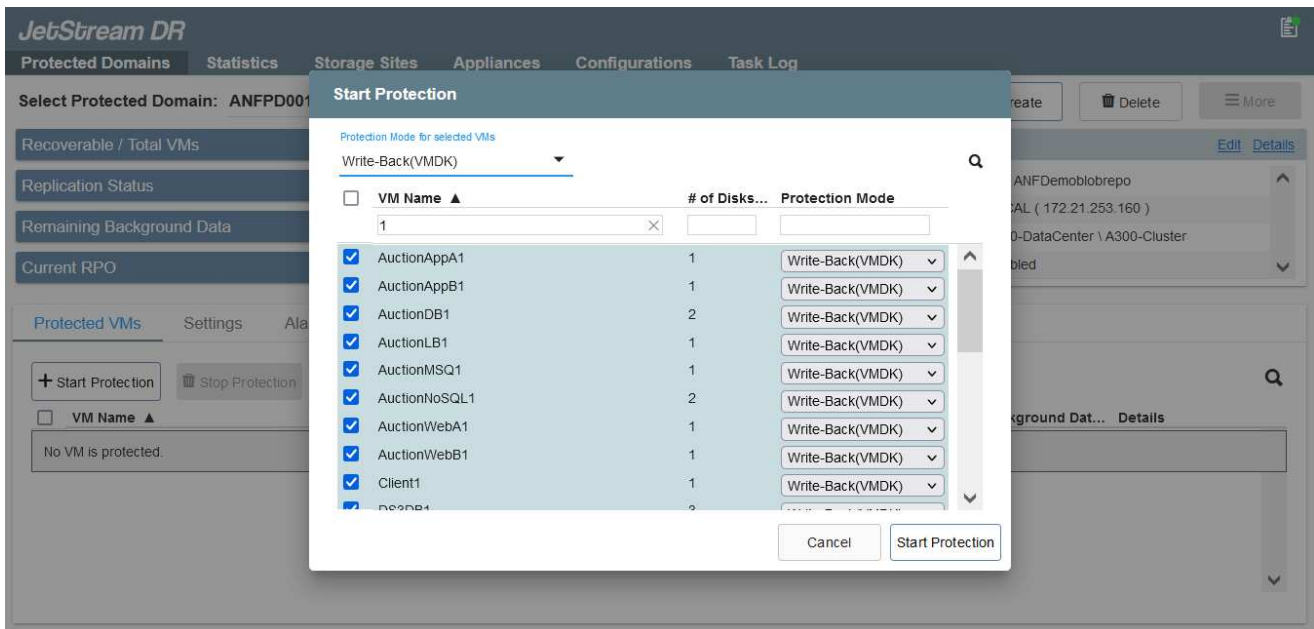 JetStream DR
Protected Domains Statistics Storage Sites Appliances Configurations Task Log
Select Protected Domain: ANFPD001
Delete More
Recoverable / Total VMs
Edit Details
Replication Status
ANFDemoblobrepo
( 172.21.253.160 )
Remaining Background Data
\ A300-Cluster
Current RPO
Protected VMs Settings
+ Start Protection Stop Protection
VM Name ▲
Dat... Details
No VM is protected.
Start Protection
Protection Mode for selected VMs
Write-Back(VMDK)
VM Name ▲ # of Disks... Protection Mode
1
AuctionAppA1 1 Write-Back(VMDK)
AuctionAppB1 1 Write-Back(VMDK)
AuctionDB1 2 Write-Back(VMDK)
AuctionLB1 1 Write-Back(VMDK)
AuctionMSQ1 1 Write-Back(VMDK)
AuctionNoSQL1 2 Write-Back(VMDK)
AuctionWebA1 1 Write-Back(VMDK)
AuctionWebB1 1 Write-Back(VMDK)
Client1 1 Write-Back(VMDK)
Cancel Start Protection